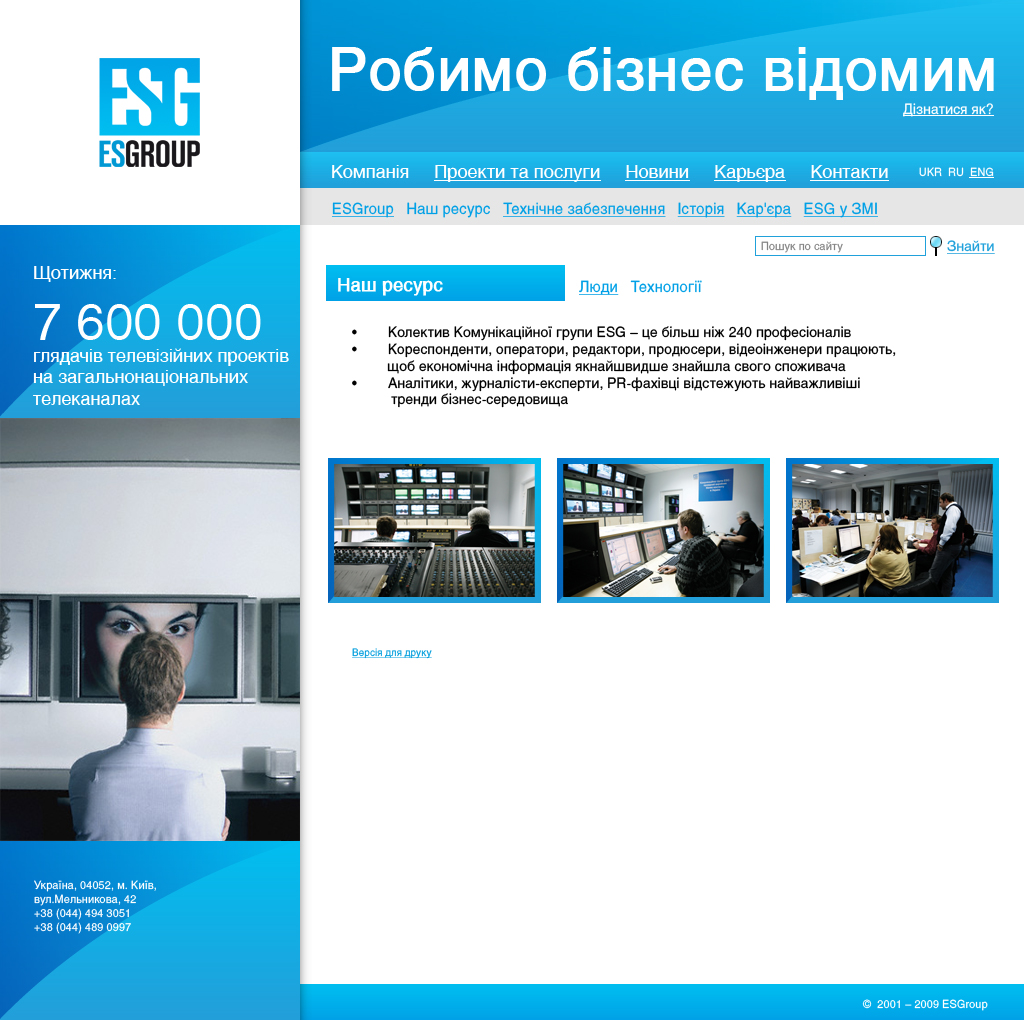 ESG
ESGROUP
Робимо бізнес відомим
Дізнатися як?
Компанія Проекти та послуги Новини Карьєра Контакти UKR RU ENG
ESGroup Наш ресурс Технічне забезпечення Історія Кар'єра ESG у ЗМІ
Пошук по сайту Знайти
Щотижня:
7 600 000
глядачів телевізійних проектів
на загальнонаціональних
телеканалах
Наш ресурс Люди Технології
• Колектив Комунікаційної групи ESG – це більш ніж 240 професіоналів
• Кореспонденти, оператори, редактори, продюсери, відеоінженери працюють,
щоб економічна інформація якнайшвидше знайшла свого споживача
• Аналітики, журналісти-експерти, PR-фахівці відстежують найважливіші
тренди бізнес-середовища
Версія для друку
Україна, 04052, м. Київ,
вул.Мельникова, 42
+38 (044) 494 3051
+38 (044) 489 0997
© 2001 – 2009 ESGroup